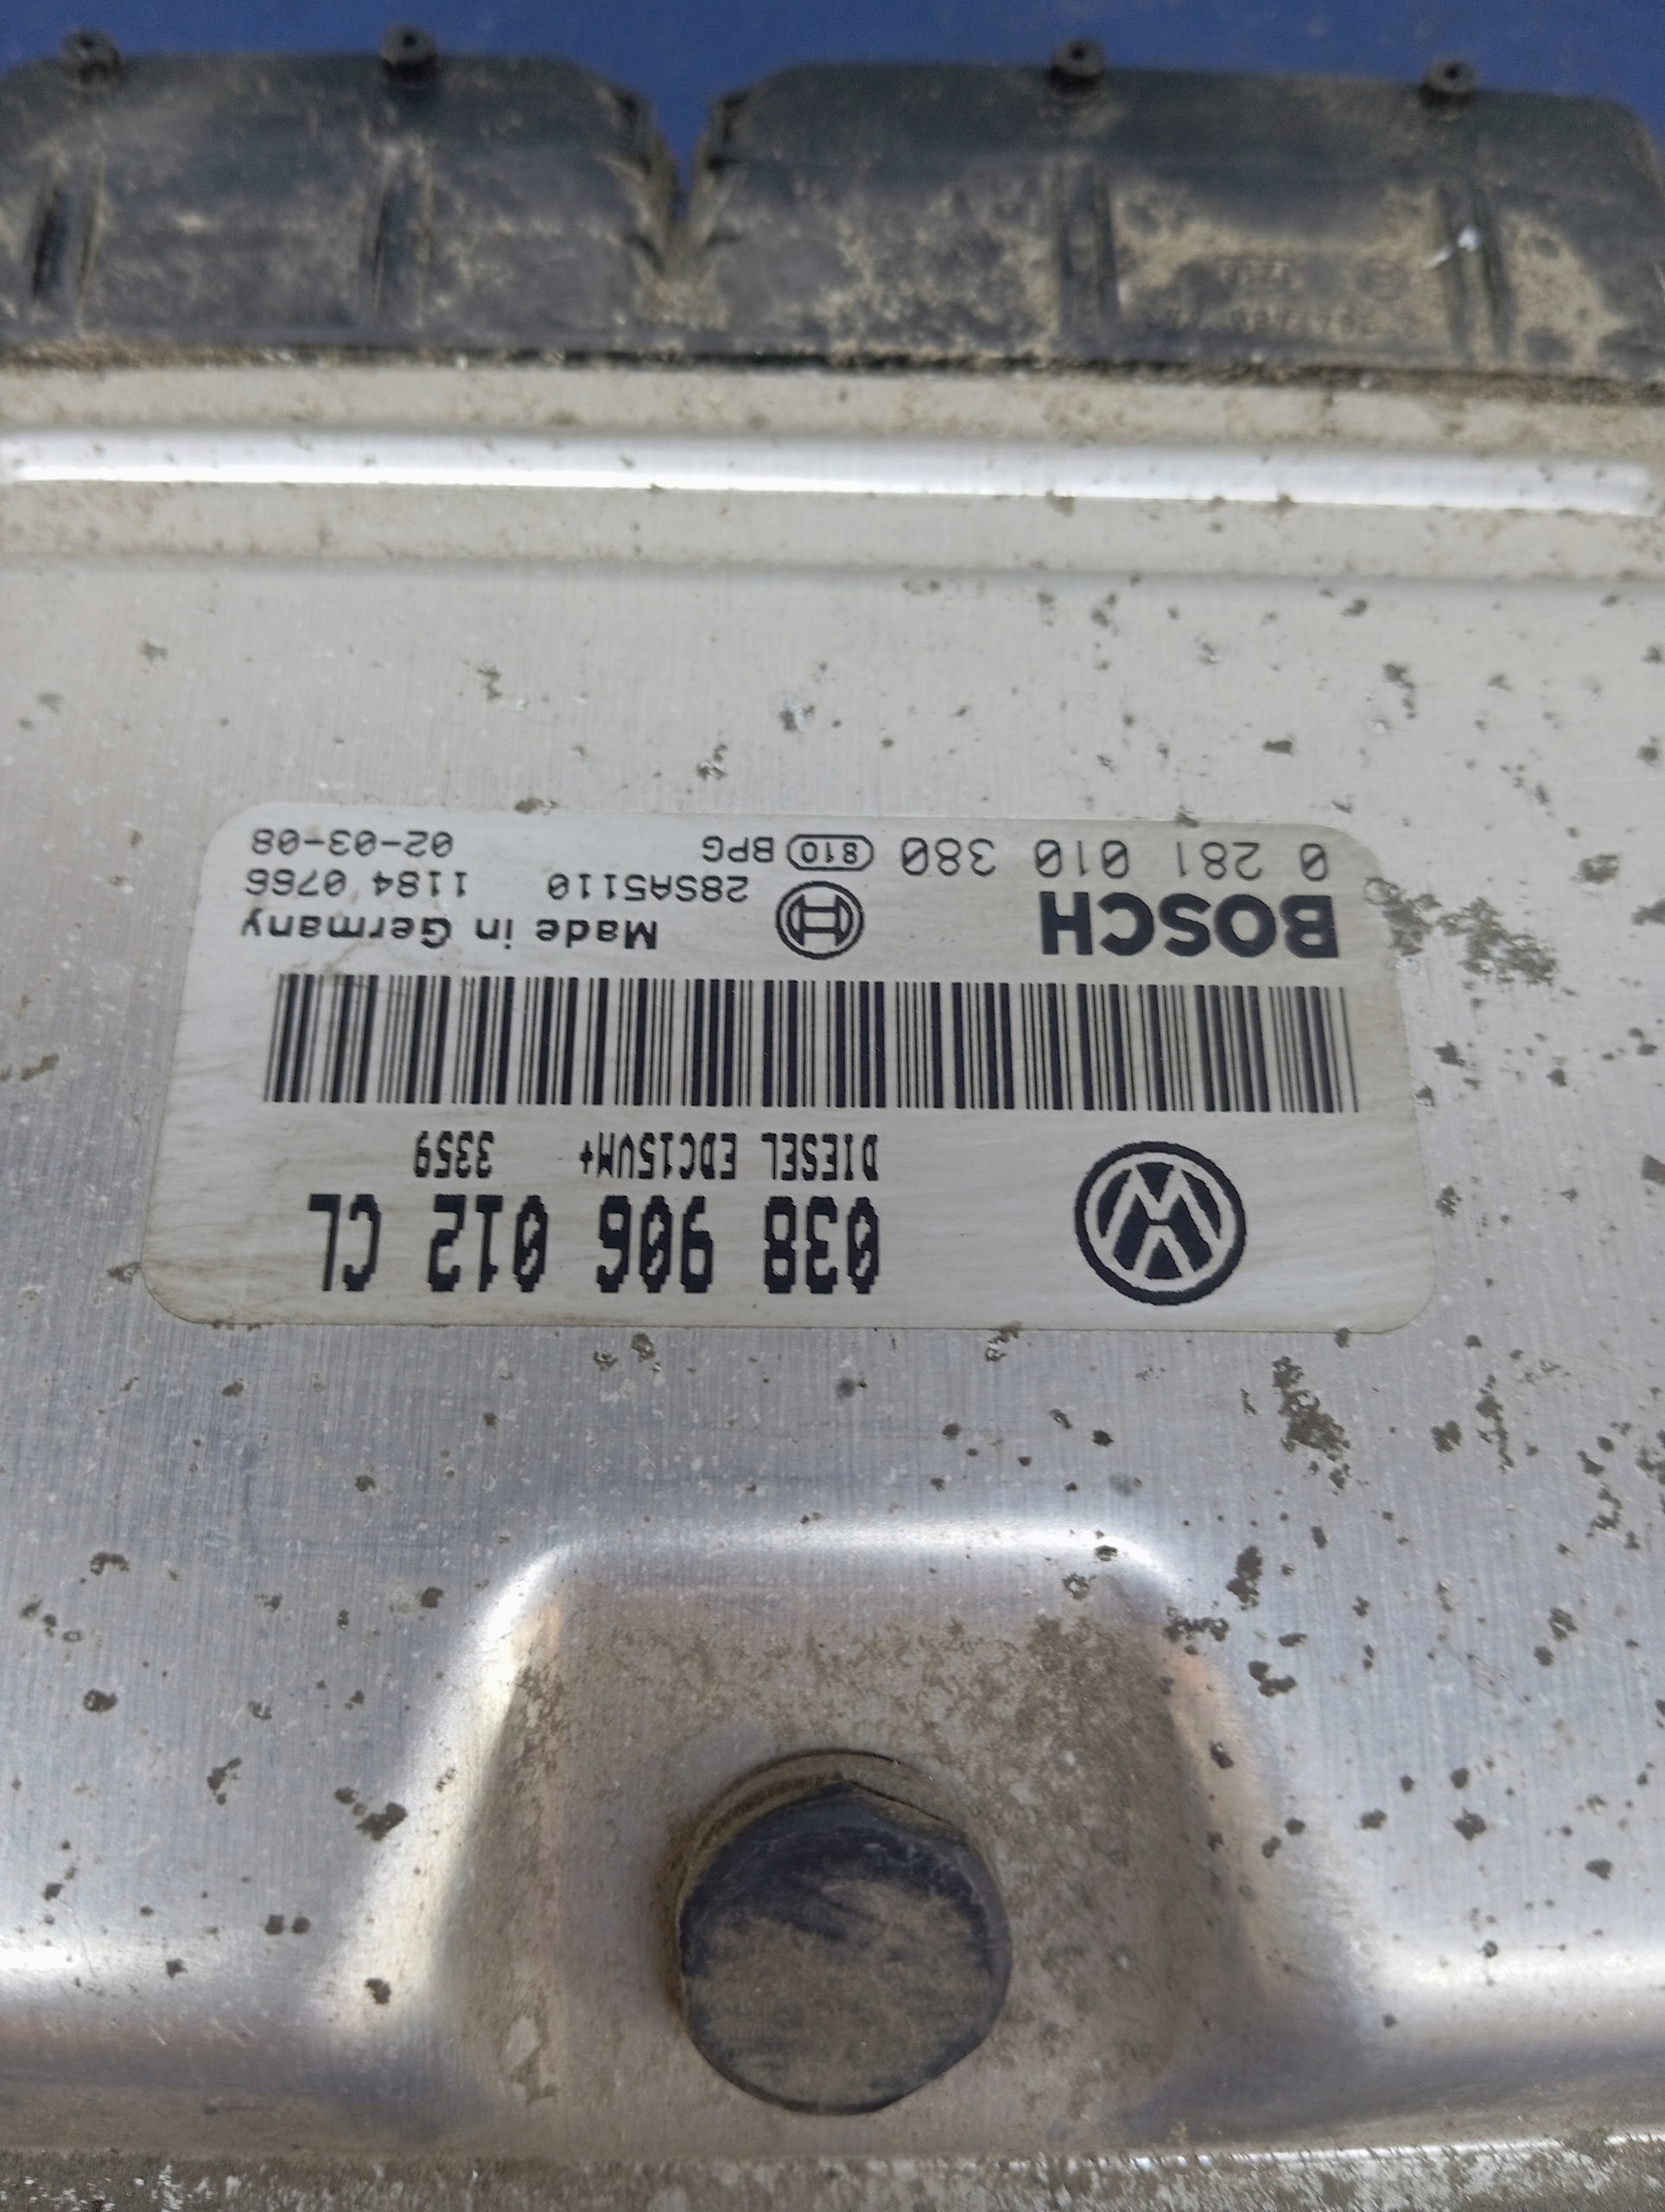 038 906 012 CL
DIESEL EDC15VM+ 3359
BOSCH Made in Germany
28SA5110 1184 0766
0 281 010 380 810 BPG 02-03-08